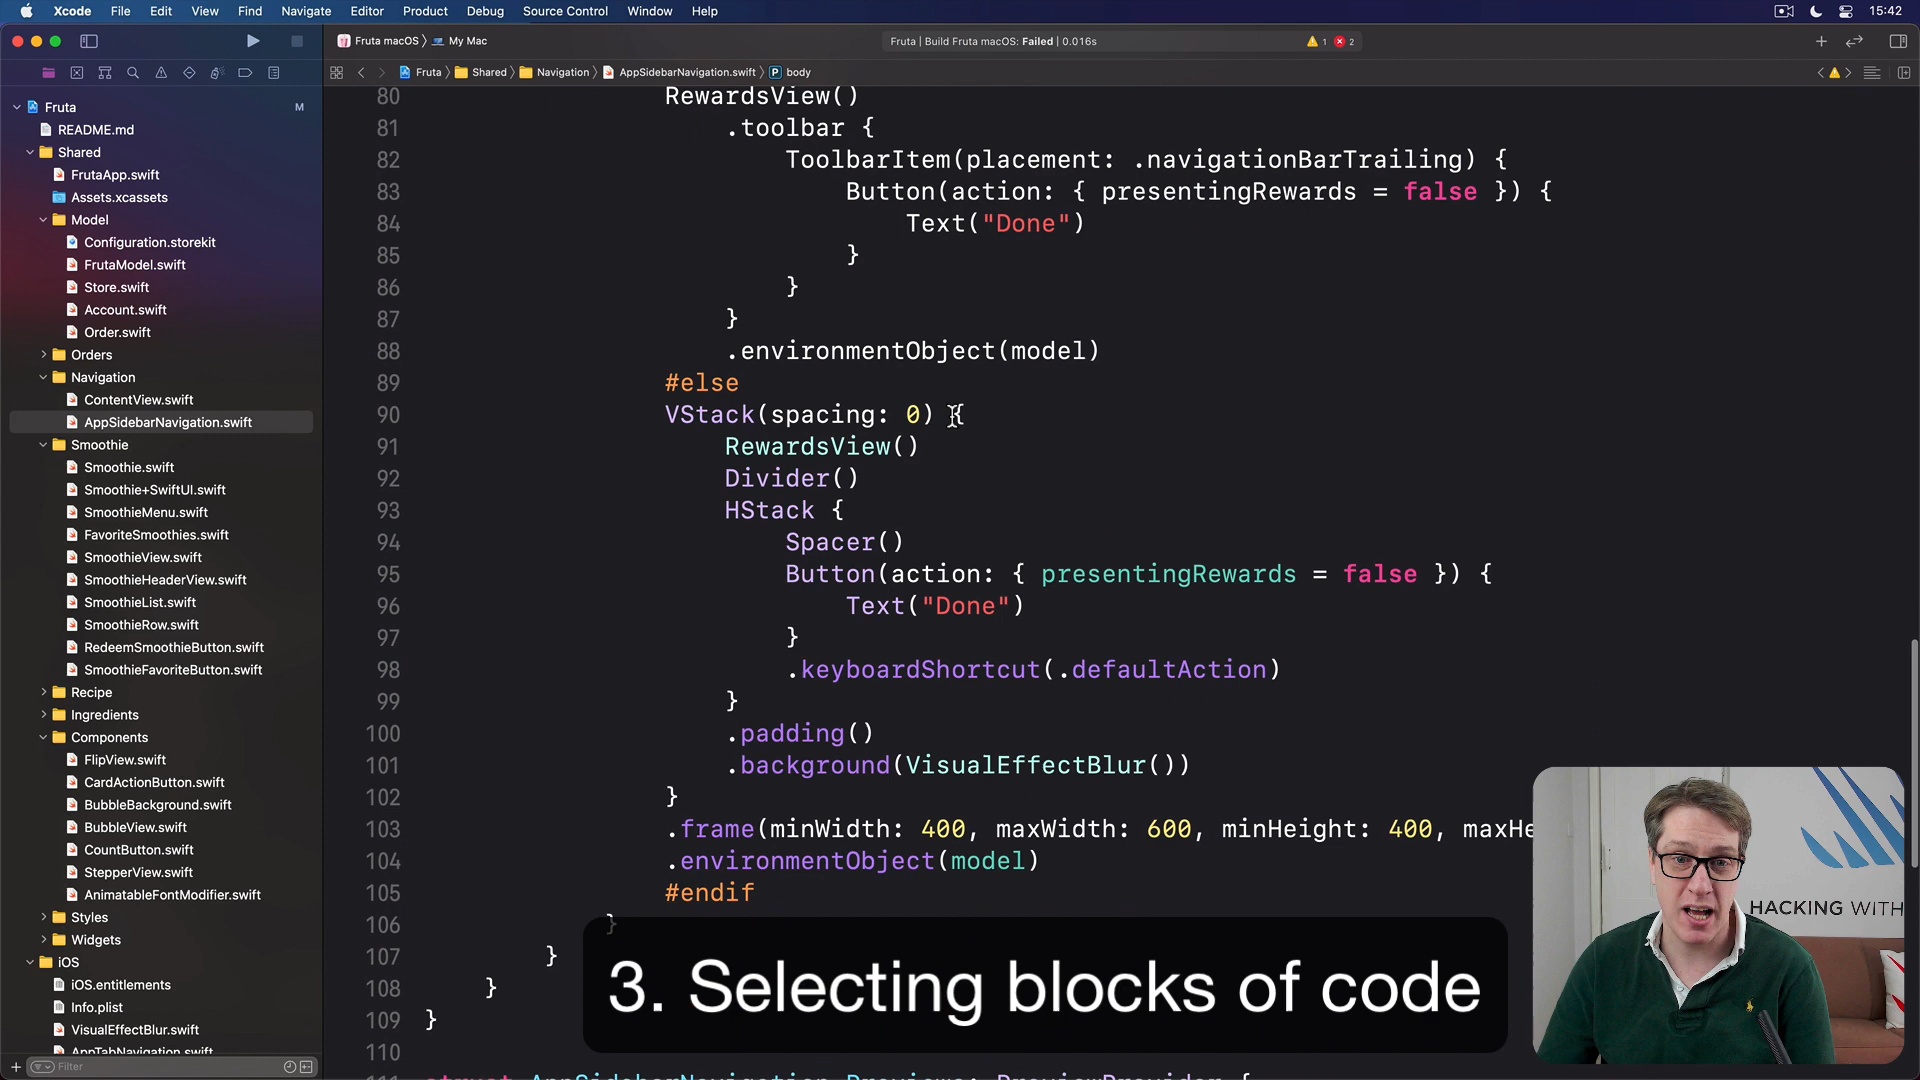 Xcode File Edit View Find Navigate Editor Product Debug Source Control Window Help 15:42
Fruta macOS My Mac
Fruta | Build Fruta macOS: Failed | 0.016s 1 2
Fruta Shared Navigation AppSidebarNavigation.swift P body
Fruta M
README.md
Shared
FrutaApp.swift
Assets.xcassets
Model
Configuration.storekit
FrutaModel.swift
Store.swift
Account.swift
Order.swift
Orders
Navigation
ContentView.swift
AppSidebarNavigation.swift
Smoothie
Smoothie.swift
Smoothie+SwiftUI.swift
SmoothieMenu.swift
FavoriteSmoothies.swift
SmoothieView.swift
SmoothieHeaderView.swift
SmoothieList.swift
SmoothieRow.swift
RedeemSmoothieButton.swift
SmoothieFavoriteButton.swift
Recipe
Ingredients
Components
FlipView.swift
CardActionButton.swift
BubbleBackground.swift
BubbleView.swift
CountButton.swift
StepperView.swift
AnimatableFontModifier.swift
Styles
Widgets
iOS
iOS.entitlements
Info.plist
VisualEffectBlur.swift
AppTabNavigation.swift
Filter
80 RewardsView()
81 .toolbar {
82 ToolbarItem(placement: .navigationBarTrailing) {
83 Button(action: { presentingRewards = false }) {
84 Text("Done")
85 }
86 }
87 }
88 .environmentObject(model)
89 #else
90 VStack(spacing: 0) {
91 RewardsView()
92 Divider()
93 HStack {
94 Spacer()
95 Button(action: { presentingRewards = false }) {
96 Text("Done")
97 }
98 .keyboardShortcut(.defaultAction)
99 }
100 .padding()
101 .background(VisualEffectBlur())
102 }
103 .frame(minWidth: 400, maxWidth: 600, minHeight: 400, maxHe
104 .environmentObject(model)
105 #endif
106 }
107 }
108 }
109 }
110
111 struct AppSidebarNavigation_Previews: PreviewProvider {
3. Selecting blocks of code
HACKING WITH